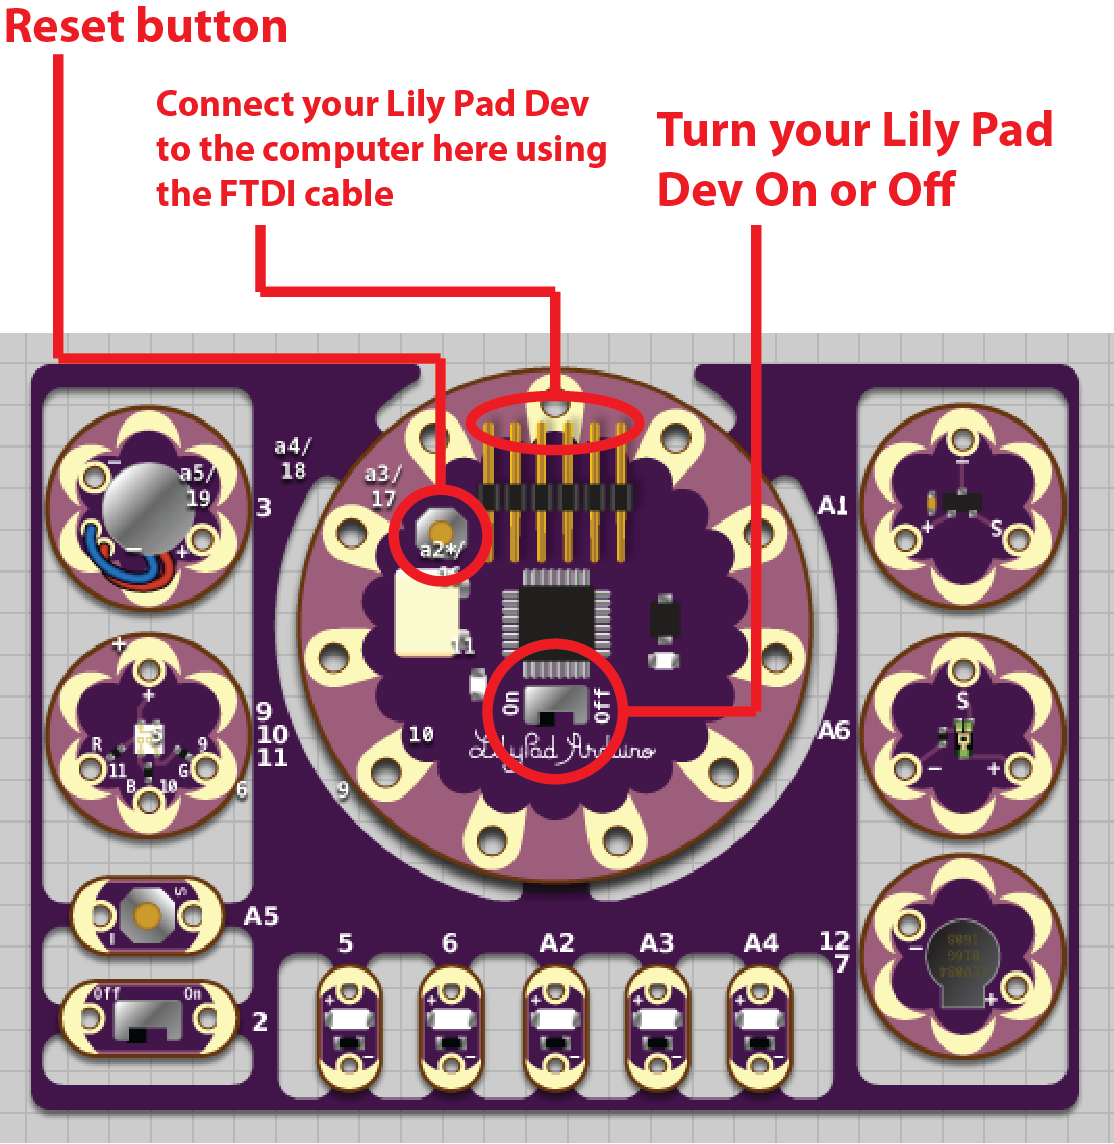 Reset button
Connect your Lily Pad Dev
to the computer here using
the FTDI cable
Turn your Lily Pad
Dev On or Off
a4/
18
a3/
17
a5/
19
3
A1
−
+
−
+
S
a2*/
11
+
+
S
R
9
11
G
B
10
6
9
10
11
On
Off
10
LilyPad Arduino
9
A6
S
−
+
A5
S
−
5
6
A2
A3
A4
12
7
−
+
Off
On
2
+
+
+
+
+
−
−
−
−
−